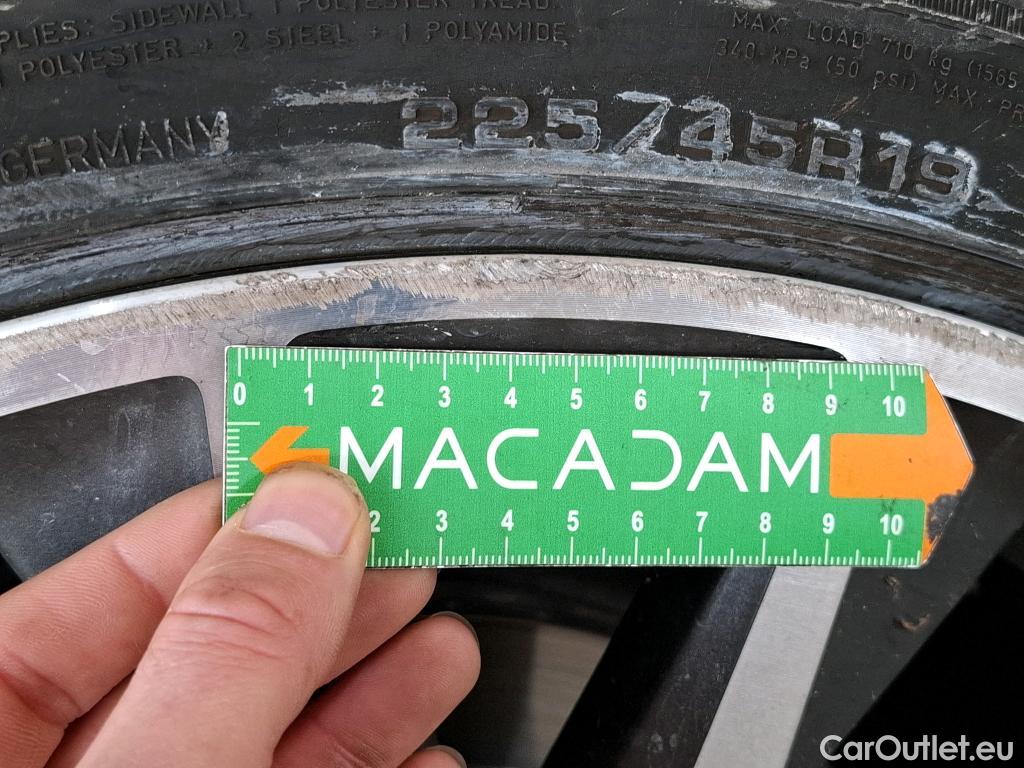 PLIES: SIDEWALL 1 POLYESTER TREAD:
1 POLYESTER + 2 STEEL + 1 POLYAMIDE
MAX. LOAD 710 kg (1565
340 kPa (50 psi) MAX. PR
GERMANY
225/45R19
0 1 2 3 4 5 6 7 8 9 10
MACADAM
2 3 4 5 6 7 8 9 10
CarOutlet.eu